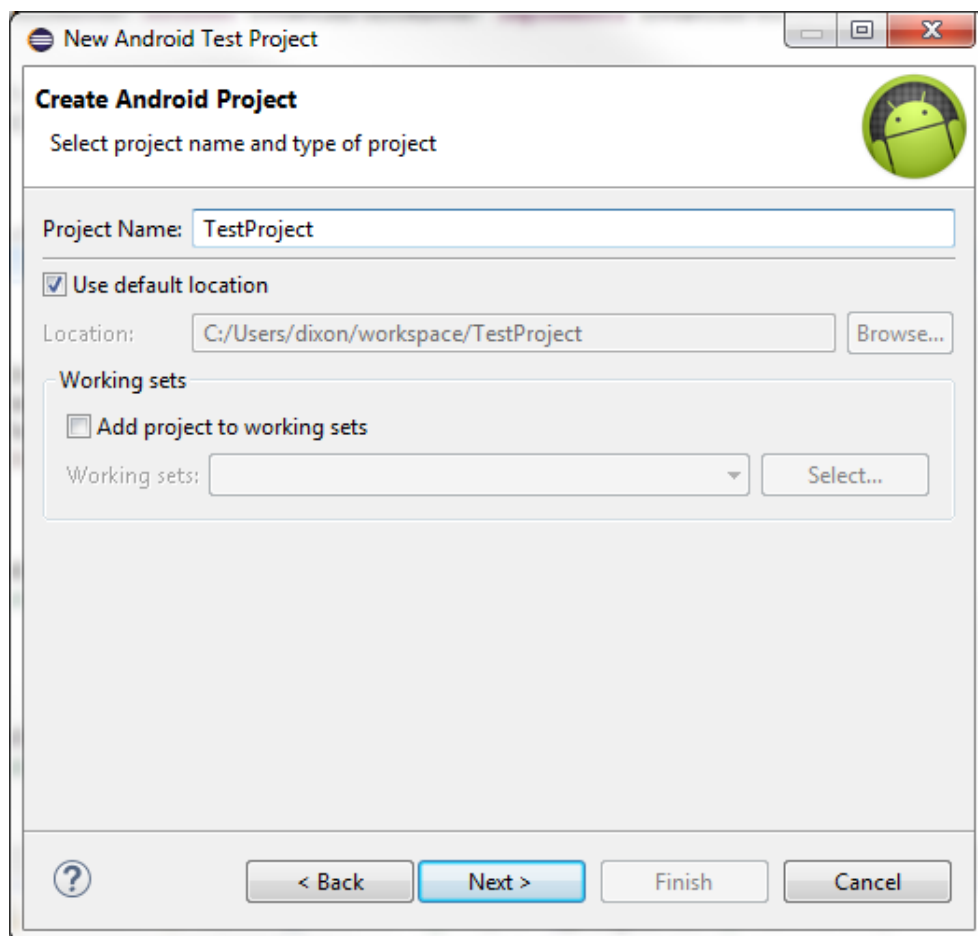 New Android Test Project
Create Android Project
Select project name and type of project
Project Name: TestProject
Use default location
Location: C:/Users/dixon/workspace/TestProject Browse...
Working sets
Add project to working sets
Working sets: Select...
? < Back Next > Finish Cancel